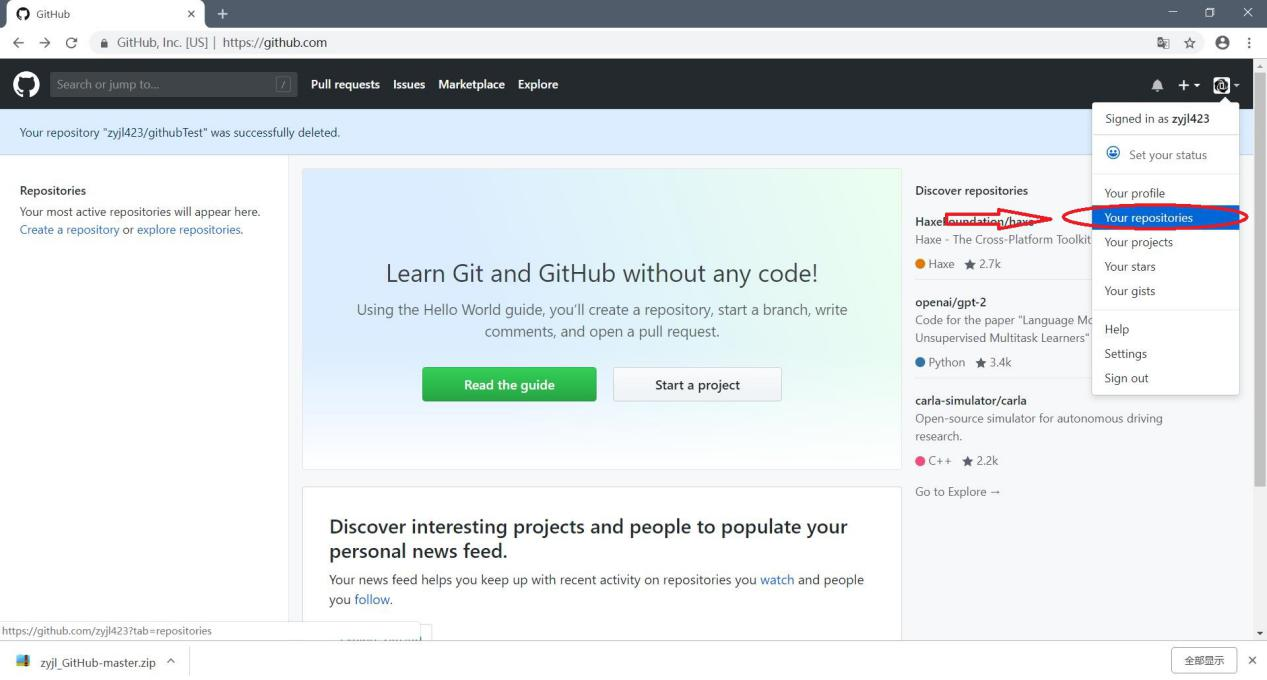 GitHub
GitHub, Inc. [US] | https://github.com
Search or jump to... /
Pull requests Issues Marketplace Explore
Your repository "zyjl423/githubTest" was successfully deleted.
Signed in as zyjl423
Set your status
Your profile
Your repositories
Your projects
Your stars
Your gists
Help
Settings
Sign out
Repositories
Your most active repositories will appear here.
Create a repository or explore repositories.
Learn Git and GitHub without any code!
Using the Hello World guide, you’ll create a repository, start a branch, write
comments, and open a pull request.
Read the guide
Start a project
Discover interesting projects and people to populate your
personal news feed.
Your news feed helps you keep up with recent activity on repositories you watch and people
you follow.
Discover repositories
Haxefoundation/haxe
Haxe - The Cross-Platform Toolkit
Haxe 2.7k
openai/gpt-2
Code for the paper "Language Mo
Unsupervised Multitask Learners"
Python 3.4k
carla-simulator/carla
Open-source simulator for autonomous driving
research.
C++ 2.2k
Go to Explore →
https://github.com/zyjl423?tab=repositories
zyjl_GitHub-master.zip
全部显示